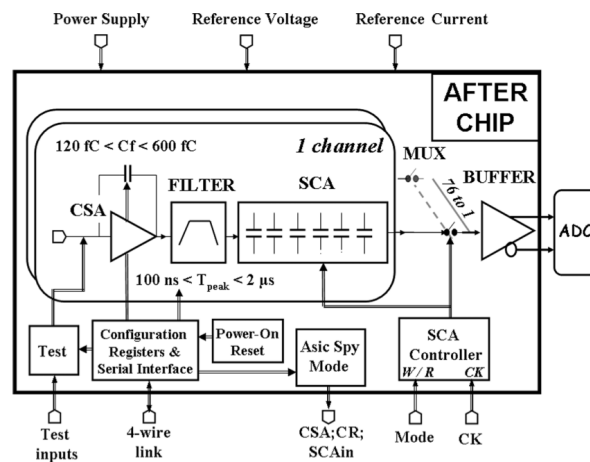 Power Supply
Reference Voltage
Reference Current
AFTER
CHIP
120 fC < Cf < 600 fC
1 channel
MUX
FILTER
SCA
BUFFER
CSA
76 to 1
ADC
100 ns < Tpeak < 2 µs
Test
Configuration
Registers &
Serial Interface
Power-On
Reset
Asic Spy
Mode
SCA
Controller
W / R
CK
Test
inputs
4-wire
link
CSA;CR;
SCAin
Mode
CK